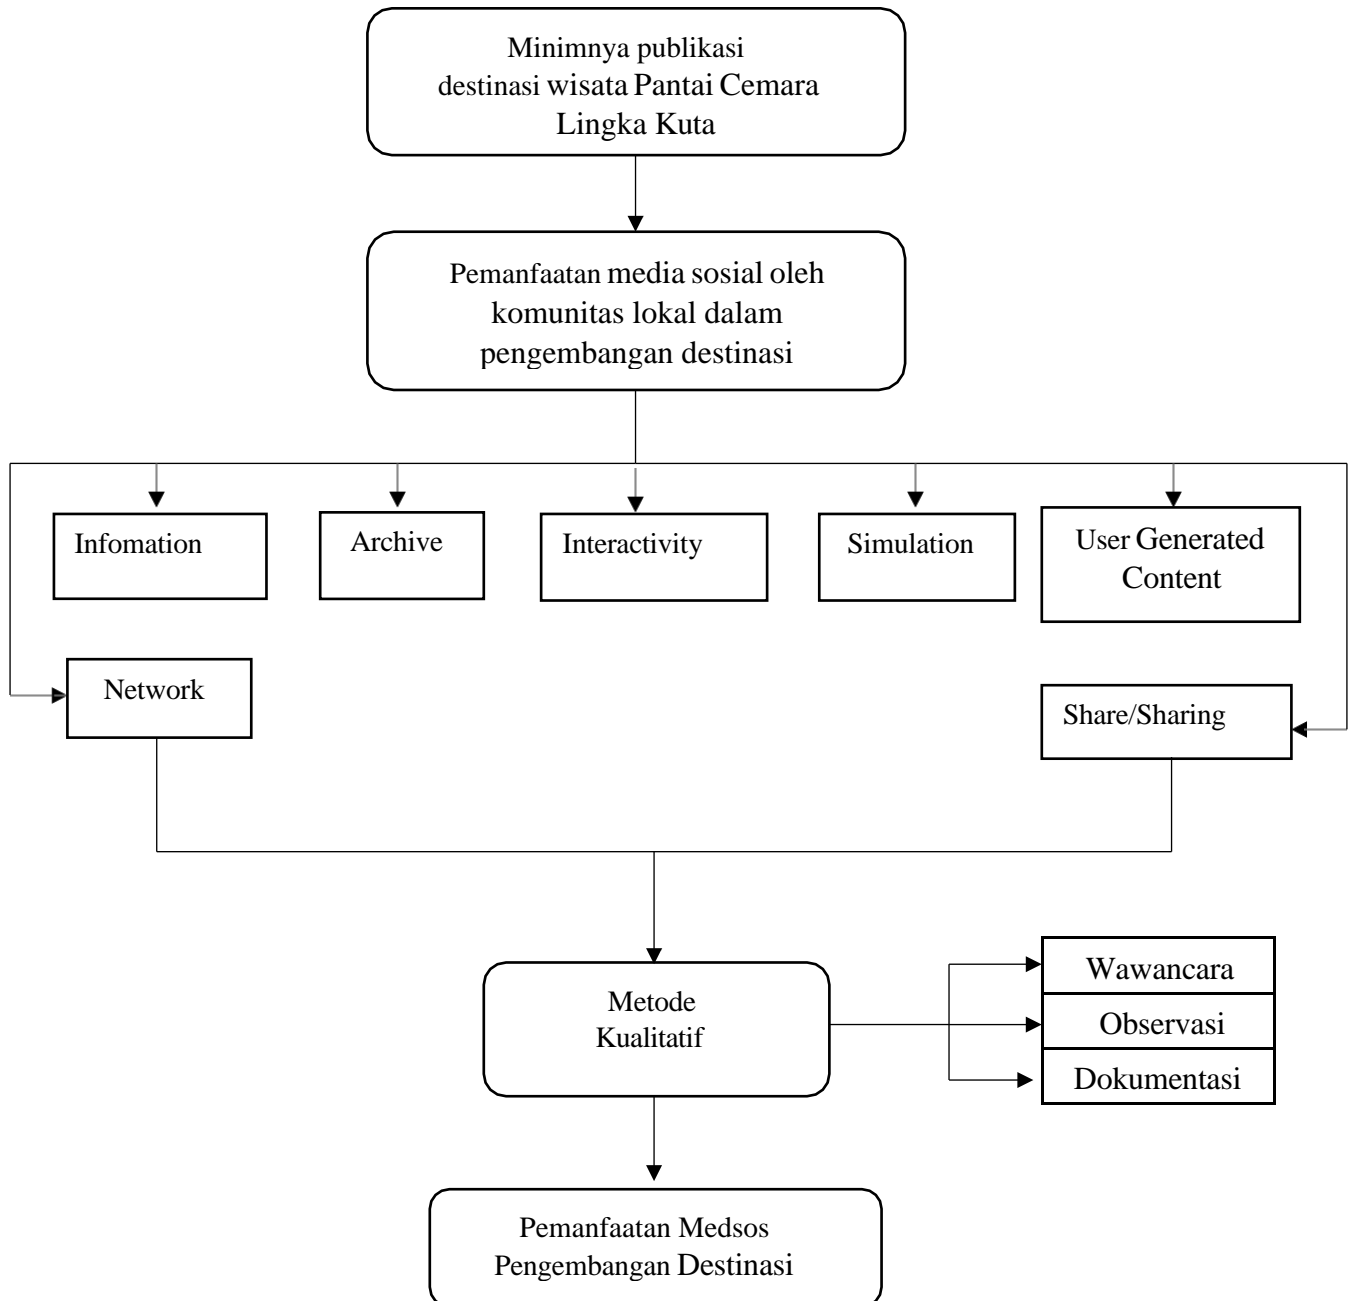 Minimnya publikasi
destinasi wisata Pantai Cemara
Lingka Kuta
Pemanfaatan media sosial oleh
komunitas lokal dalam
pengembangan destinasi
Infomation
Archive
Interactivity
Simulation
User Generated
Content
Network
Share/Sharing
Metode
Kualitatif
Wawancara
Observasi
Dokumentasi
Pemanfaatan Medsos
Pengembangan Destinasi